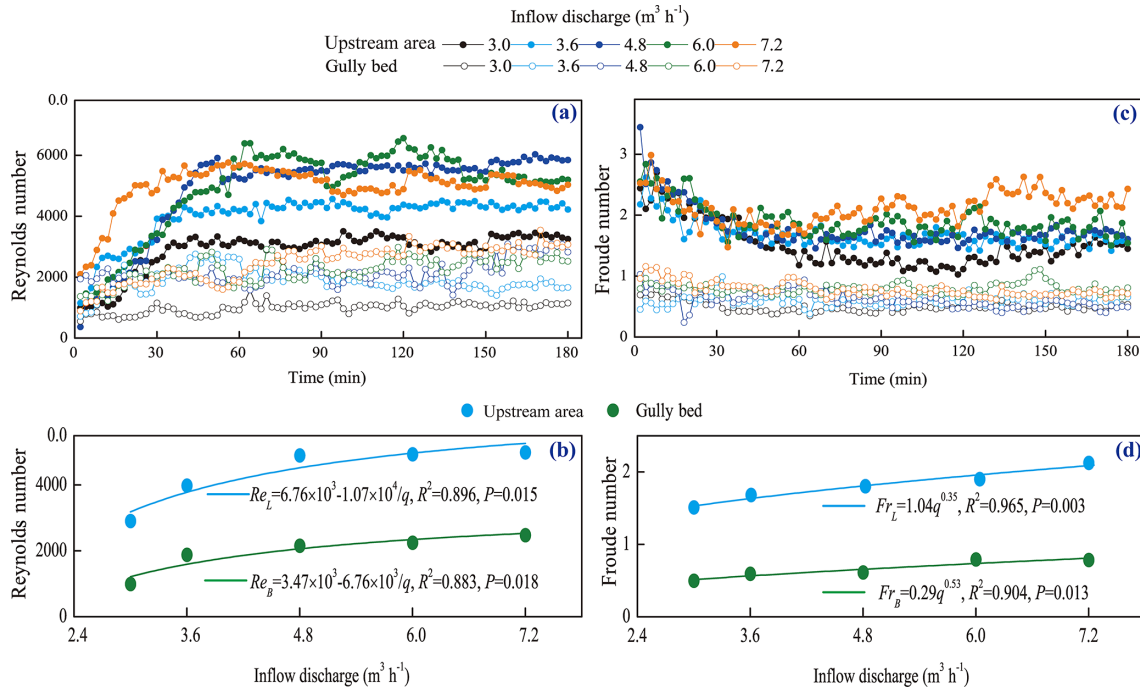 Inflow discharge (m³ h⁻¹)
Upstream area 3.0 3.6 4.8 6.0 7.2
Gully bed 3.0 3.6 4.8 6.0 7.2
(a)
Reynolds number
0.0
6000
4000
2000
0
0 30 60 90 120 150 180
Time (min)
(c)
Froude number
3
2
1
0
0 30 60 90 120 150 180
Time (min)
Upstream area Gully bed
(b)
Reynolds number
0.0
4000
2000
0
Re_L=6.76×10³-1.07×10⁴/q, R²=0.896, P=0.015
Re_B=3.47×10³-6.76×10³/q, R²=0.883, P=0.018
2.4 3.6 4.8 6.0 7.2
Inflow discharge (m³ h⁻¹)
(d)
Froude number
2
1
0
Fr_L=1.04q^0.35, R²=0.965, P=0.003
Fr_B=0.29q^0.53, R²=0.904, P=0.013
2.4 3.6 4.8 6.0 7.2
Inflow discharge (m³ h⁻¹)